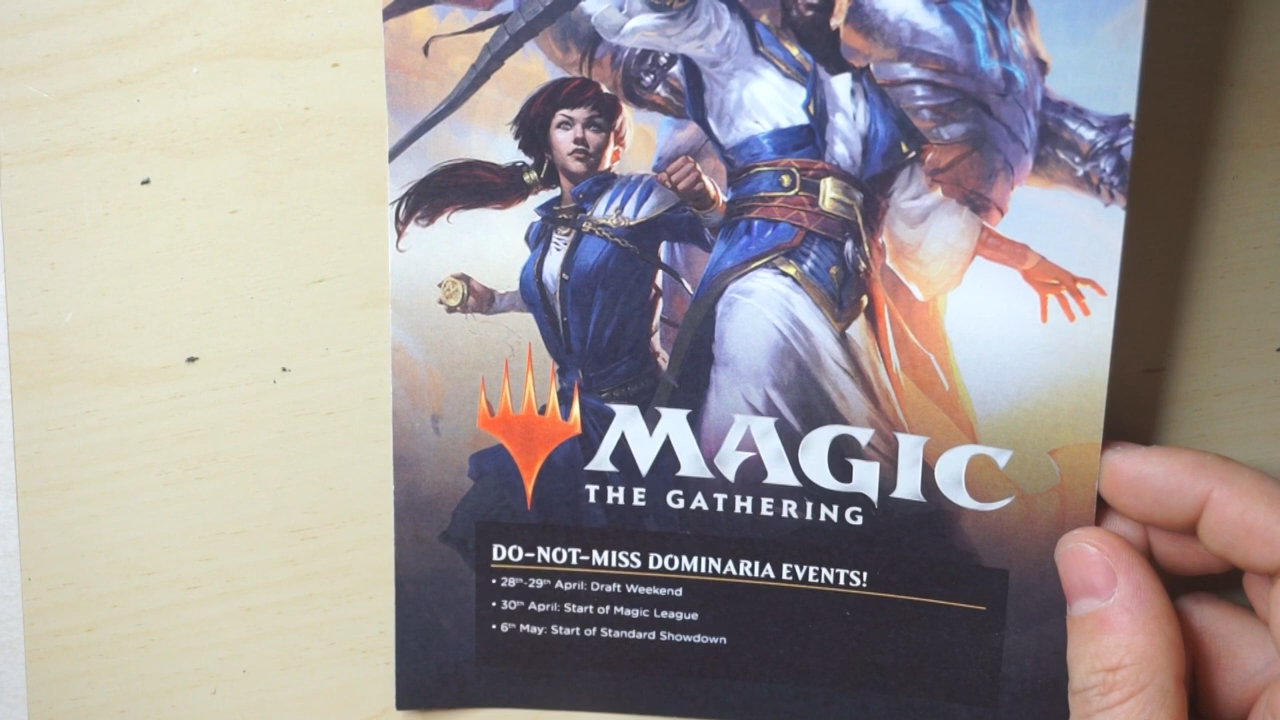 MAGIC
THE GATHERING
DO-NOT-MISS DOMINARIA EVENTS!
• 28th-29th April: Draft Weekend
• 30th April: Start of Magic League
• 6th May: Start of Standard Showdown